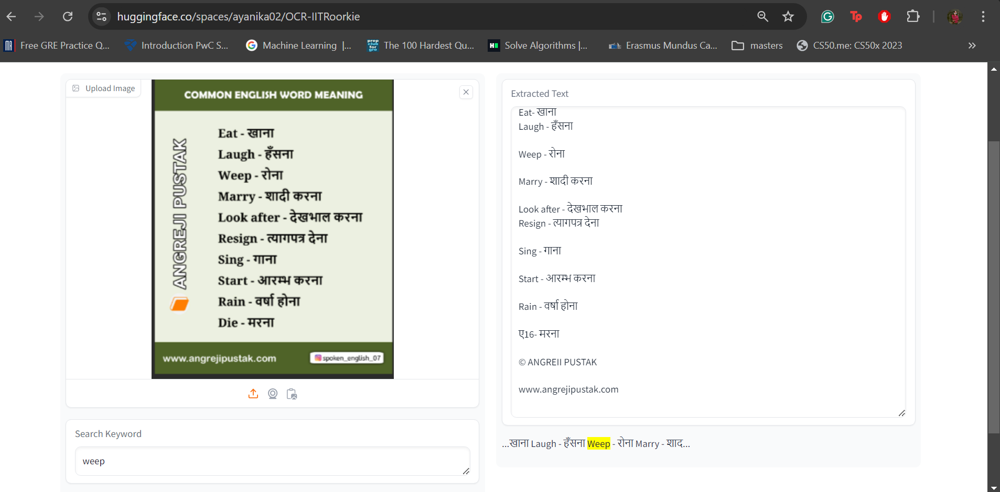 huggingface.co/spaces/ayanika02/OCR-IITRoorkie
Free GRE Practice Q...
Introduction PwC S...
Machine Learning |...
The 100 Hardest Qu...
Solve Algorithms |...
Erasmus Mundus Ca...
masters
CS50.me: CS50x 2023
Upload Image
COMMON ENGLISH WORD MEANING
ANGREJI PUSTAK
Eat - खाना
Laugh - हँसना
Weep - रोना
Marry - शादी करना
Look after - देखभाल करना
Resign - त्यागपत्र देना
Sing - गाना
Start - आरम्भ करना
Rain - वर्षा होना
Die - मरना
www.angrejipustak.com
spoken_english_07
Search Keyword
weep
Extracted Text
Eat- खाना
Laugh - हँसना
Weep - रोना
Marry - शादी करना
Look after - देखभाल करना
Resign - त्यागपत्र देना
Sing - गाना
Start - आरम्भ करना
Rain - वर्षा होना
ए16- मरना
© ANGREII PUSTAK
www.angrejipustak.com
...खाना Laugh - हँसना Weep - रोना Marry - शाद...